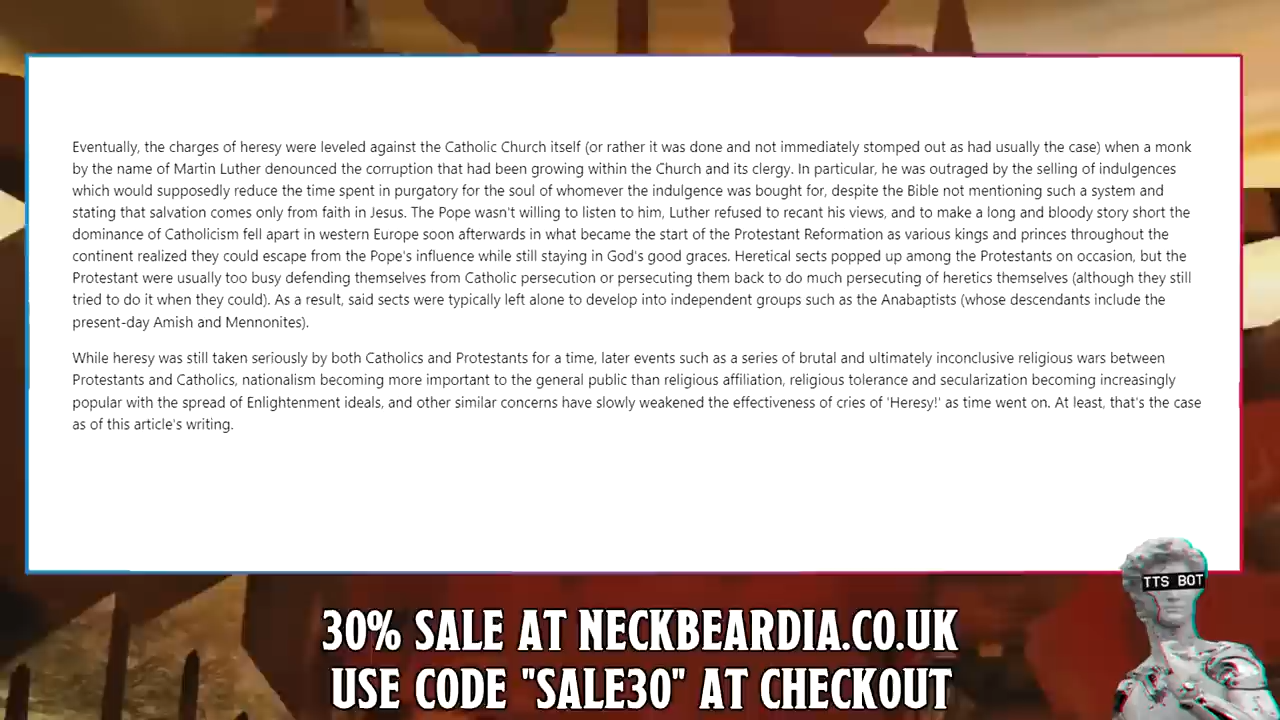 Eventually, the charges of heresy were leveled against the Catholic Church itself (or rather it was done and not immediately stomped out as had usually the case) when a monk
by the name of Martin Luther denounced the corruption that had been growing within the Church and its clergy. In particular, he was outraged by the selling of indulgences
which would supposedly reduce the time spent in purgatory for the soul of whomever the indulgence was bought for, despite the Bible not mentioning such a system and
stating that salvation comes only from faith in Jesus. The Pope wasn't willing to listen to him, Luther refused to recant his views, and to make a long and bloody story short the
dominance of Catholicism fell apart in western Europe soon afterwards in what became the start of the Protestant Reformation as various kings and princes throughout the
continent realized they could escape from the Pope's influence while still staying in God's good graces. Heretical sects popped up among the Protestants on occasion, but the
Protestant were usually too busy defending themselves from Catholic persecution or persecuting them back to do much persecuting of heretics themselves (although they still
tried to do it when they could). As a result, said sects were typically left alone to develop into independent groups such as the Anabaptists (whose descendants include the
present-day Amish and Mennonites).
While heresy was still taken seriously by both Catholics and Protestants for a time, later events such as a series of brutal and ultimately inconclusive religious wars between
Protestants and Catholics, nationalism becoming more important to the general public than religious affiliation, religious tolerance and secularization becoming increasingly
popular with the spread of Enlightenment ideals, and other similar concerns have slowly weakened the effectiveness of cries of 'Heresy!' as time went on. At least, that's the case
as of this article's writing.
TTS BOT
30% SALE AT NECKBEARDIA.CO.UK
USE CODE "SALE30" AT CHECKOUT